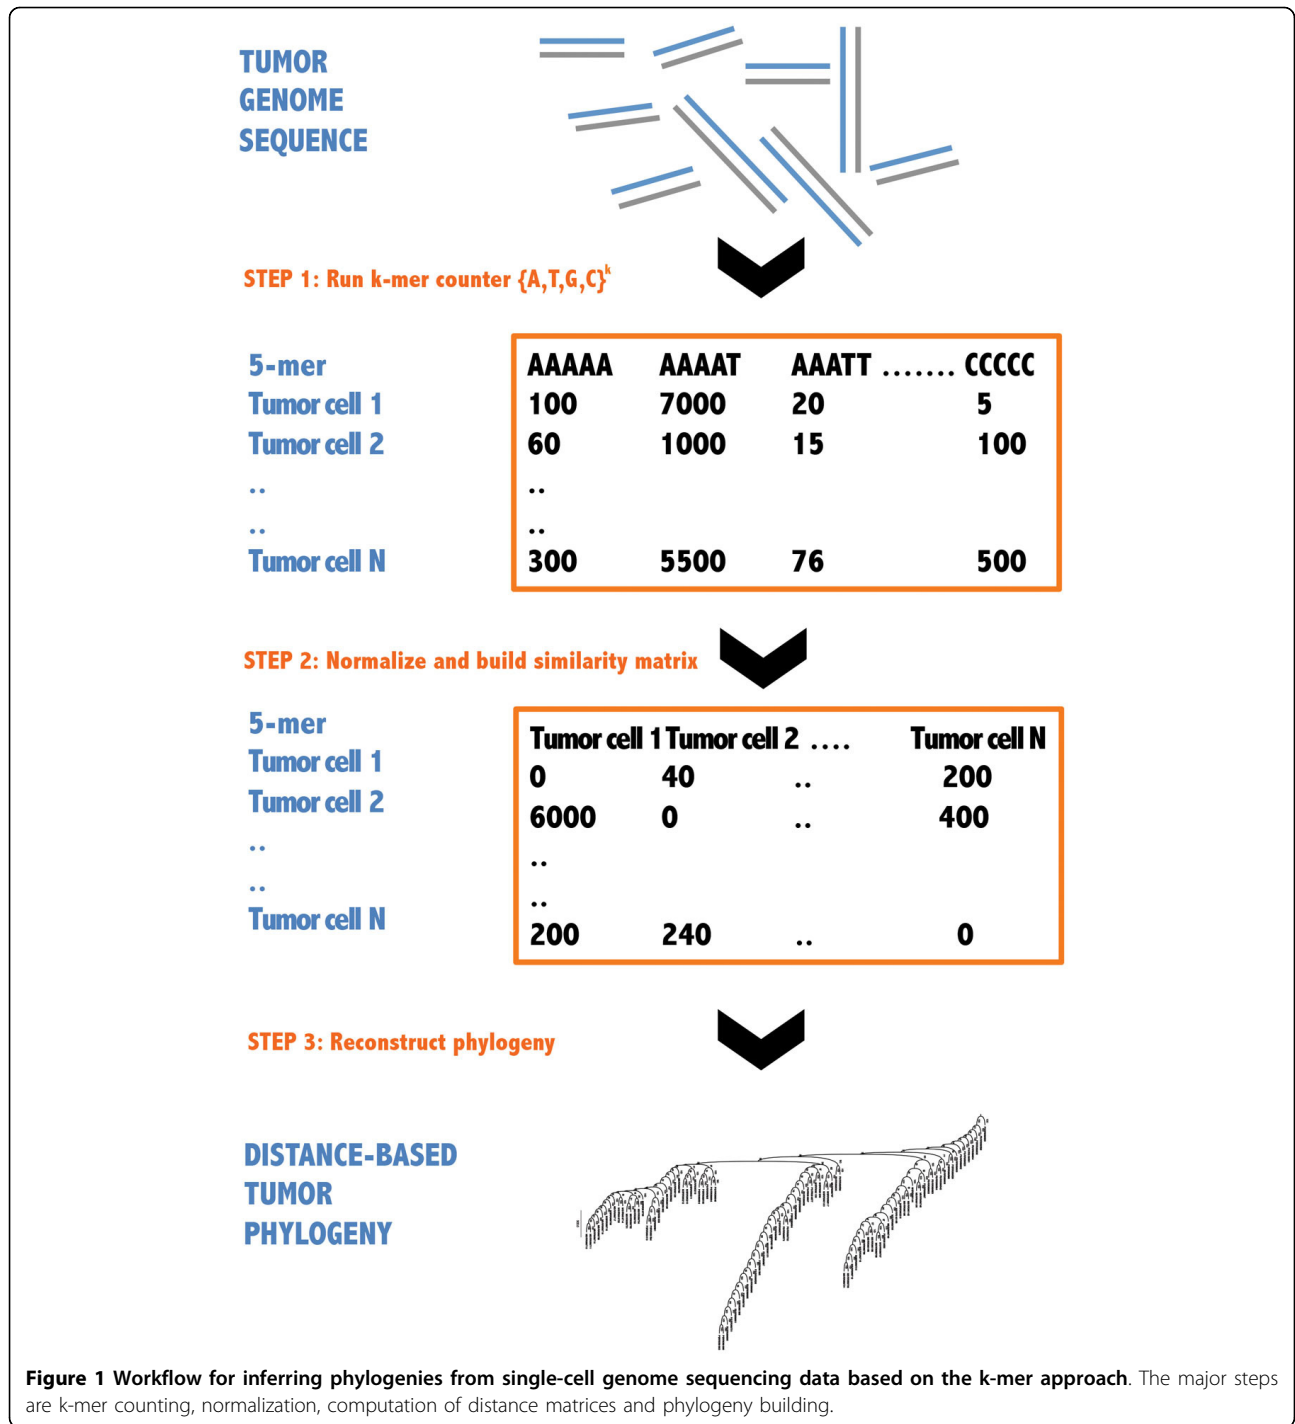 TUMOR
GENOME
SEQUENCE
STEP 1: Run k-mer counter {A,T,G,C}k
5-mer AAAAA AAAAT AAATT ....... CCCCC
Tumor cell 1 100 7000 20 5
Tumor cell 2 60 1000 15 100
.. ..
.. ..
Tumor cell N 300 5500 76 500
STEP 2: Normalize and build similarity matrix
5-mer Tumor cell 1 Tumor cell 2 .... Tumor cell N
Tumor cell 1 0 40 .. 200
Tumor cell 2 6000 0 .. 400
.. ..
.. ..
Tumor cell N 200 240 .. 0
STEP 3: Reconstruct phylogeny
DISTANCE-BASED
TUMOR
PHYLOGENY
Figure 1 Workflow for inferring phylogenies from single-cell genome sequencing data based on the k-mer approach. The major steps
are k-mer counting, normalization, computation of distance matrices and phylogeny building.